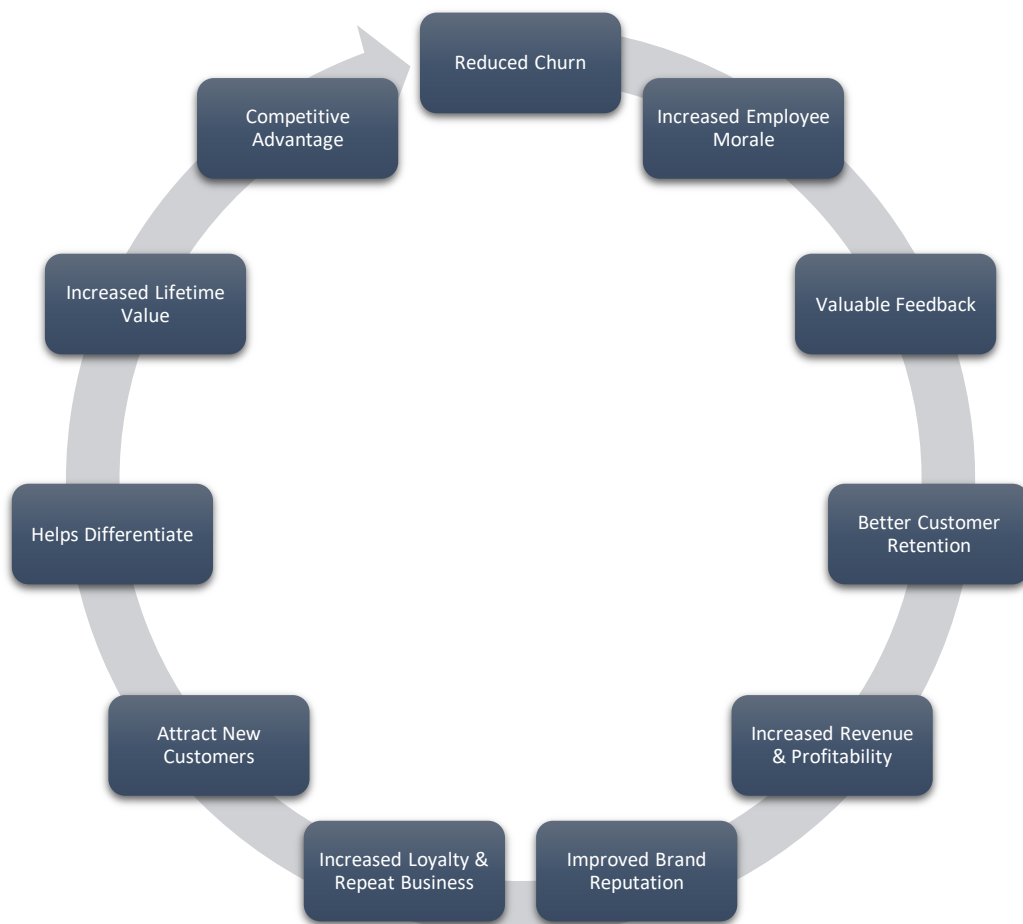 Reduced Churn
Increased Employee
Morale
Valuable Feedback
Better Customer
Retention
Increased Revenue
& Profitability
Improved Brand
Reputation
Increased Loyalty &
Repeat Business
Attract New
Customers
Helps Differentiate
Increased Lifetime
Value
Competitive
Advantage